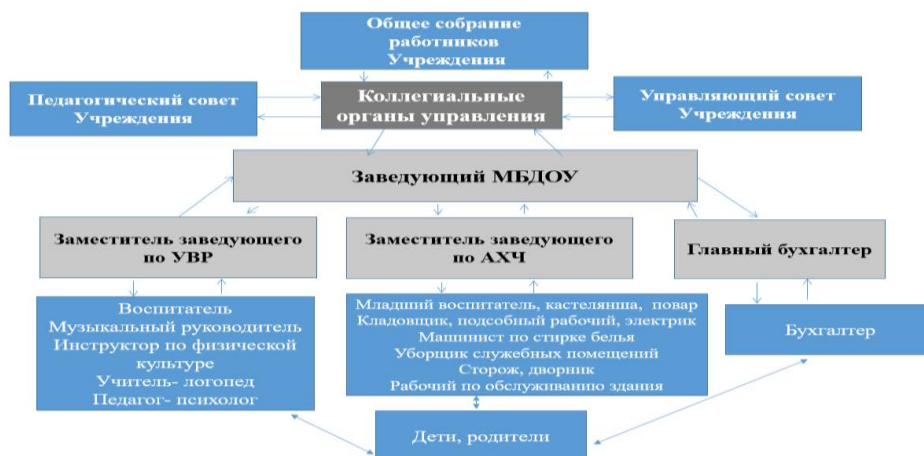 Общее собрание
работников
Учреждения
Педагогический совет
Учреждения
Коллегиальные
органы управления
Управляющий совет
Учреждения
Заведующий МБДОУ
Заместитель заведующего
по УВР
Заместитель заведующего
по АХЧ
Главный бухгалтер
Воспитатель
Музыкальный руководитель
Инструктор по физической
культуре
Учитель- логопед
Педагог- психолог
Младший воспитатель, кастелянша, повар
Кладовщик, подсобный рабочий, электрик
Машинист по стирке белья
Уборщик служебных помещений
Сторож, дворник
Рабочий по обслуживанию здания
Бухгалтер
Дети, родители